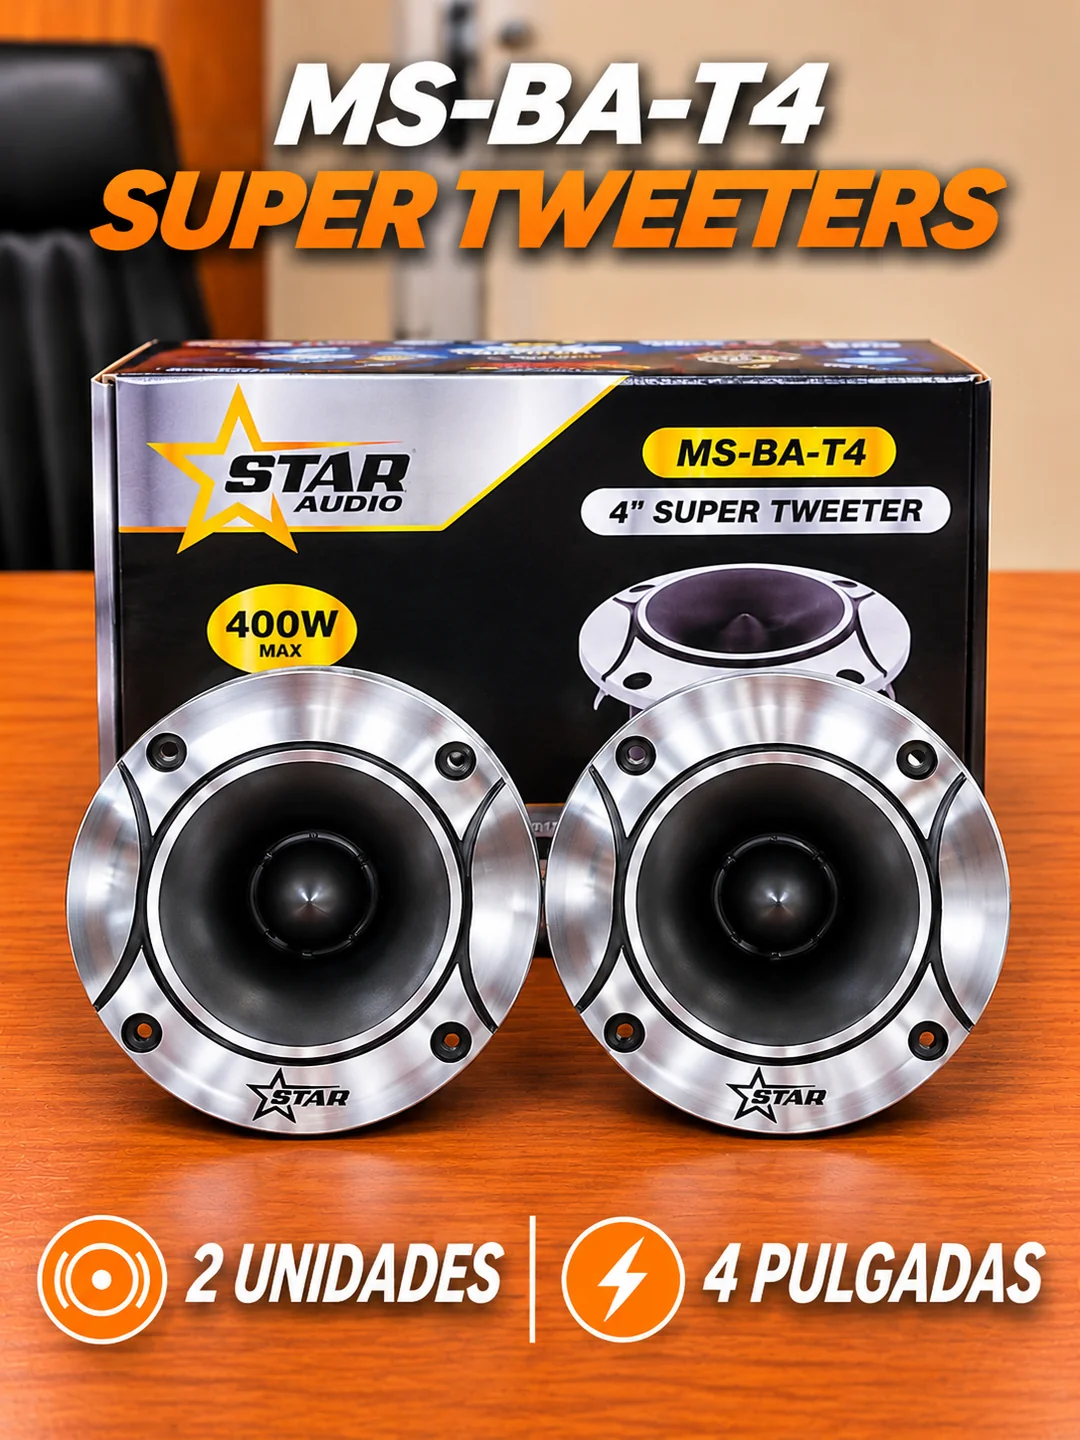 MS-BA-T4
SUPER TWEETERS
STAR
AUDIO
MS-BA-T4
4” SUPER TWEETER
400W
MAX
STAR
STAR
2 UNIDADES
4 PULGADAS